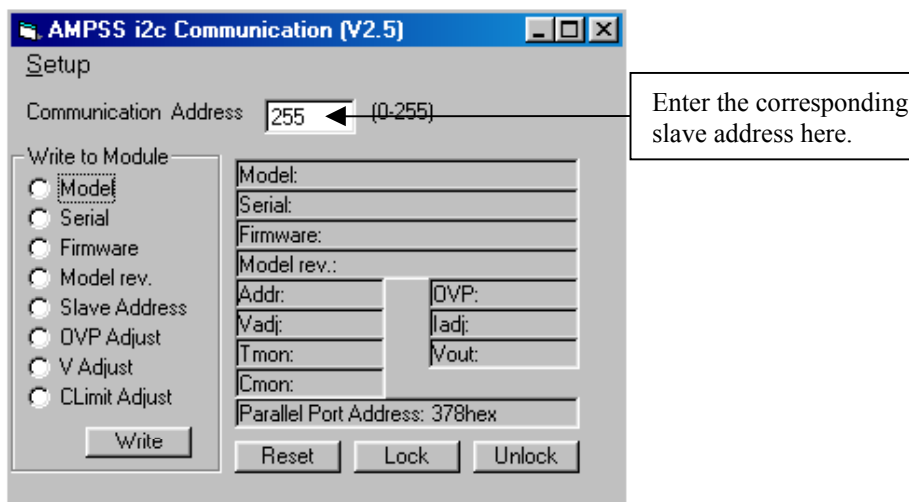 AMPSS i2c Communication (V2.5)
Setup
Communication Address 255 (0-255)
Enter the corresponding
slave address here.
Write to Module
Model
Serial
Firmware
Model rev.
Slave Address
OVP Adjust
V Adjust
CLimit Adjust
Write
Model:
Serial:
Firmware:
Model rev.:
Addr: OVP:
Vadj: Iadj:
Tmon: Vout:
Cmon:
Parallel Port Address: 378hex
Reset Lock Unlock